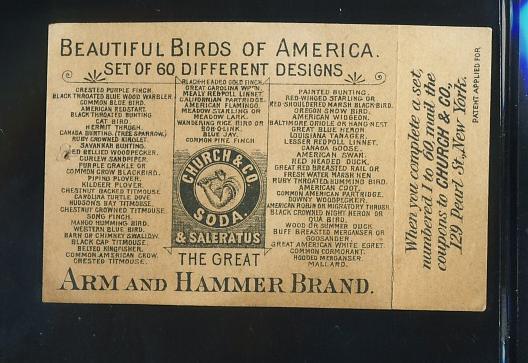 BEAUTIFUL BIRDS OF AMERICA.
SET OF 60 DIFFERENT DESIGNS
CRESTED PURPLE FINCH.
BLACK THROATED BLUE WOOD WARBLER.
COMMON BLUE BIRD.
AMERICAN REDSTART.
BLACK THROATED BUNTING
CAT BIRD.
HERMIT THRUSH.
CANADA BUNTING (TREE SPARROW.)
RUBY CROWNED KINGLET.
SAVANNAH BUNTING.
RED BELLIED WOODPECKER.
CURLEW SANDPIPER.
PURPLE GRAKLE OR
COMMON CROW BLACKBIRD.
PIPING PLOVER.
KILDEER PLOVER.
CHESTNUT BACKED TITMOUSE.
CAROLINA TURTLE DOVE
HUDSON'S BAY TITMOUSE.
CHESTNUT CROWNED TITMOUSE.
SONG FINCH.
MANGO HUMMING BIRD.
WESTERN BLUE BIRD.
BARN OR CHIMNEY SWALLOW.
BLACK CAP TITMOUSE.
BELTED KINGFISHER.
COMMON AMERICAN CROW.
CRESTED TITMOUSE.
BLACK-HEADED GOLD FINCH.
GREAT CAROLINA WREN.
MEALY REDPOLL LINNET.
CALIFORNIAN PARTRIDGE.
AMERICAN FLAMINGO.
MEADOW STARLING OR
MEADOW LARK.
WANDERING RICE BIRD OR
BOB-O-LINK.
BLUE JAY.
COMMON PINE FINCH
CHURCH & CO.
SODA.
& SALERATUS
PAINTED BUNTING.
RED-WINGED STARLING OR
RED-SHOULDERED MARSH BLACK-BIRD.
OREGON SNOW BIRD.
AMERICAN WIDGEON.
BALTIMORE ORIOLE OR HANG-NEST
GREAT BLUE HERON
LOUISIANA TANAGER
LESSER REDPOLL LINNET.
CANADA GOOSE.
AMERICAN SWAN.
RED HEADED DUCK.
GREAT RED BREASTED RAIL OR
FRESH WATER MARSH HEN
RUBY THROATED HUMMING BIRD.
AMERICAN COOT.
COMMON AMERICAN PARTRIDGE.
DOWNY WOODPECKER.
AMERICAN ROBIN OR MIGRATORY THRUSH.
BLACK CROWNED NIGHT HERON OR
QUA BIRD.
WOOD OR SUMMER DUCK
BUFF BREASTED MERGANSER OR
GOOSANDER.
GREAT AMERICAN WHITE EGRET
COMMON CORMORANT.
HOODED MERGANSER.
MALLARD.
THE GREAT
ARM AND HAMMER BRAND.
When you complete a set,
numbered 1 to 60, mail the
coupons to CHURCH & CO.
129 Pearl St., New York.
PATENT APPLIED FOR